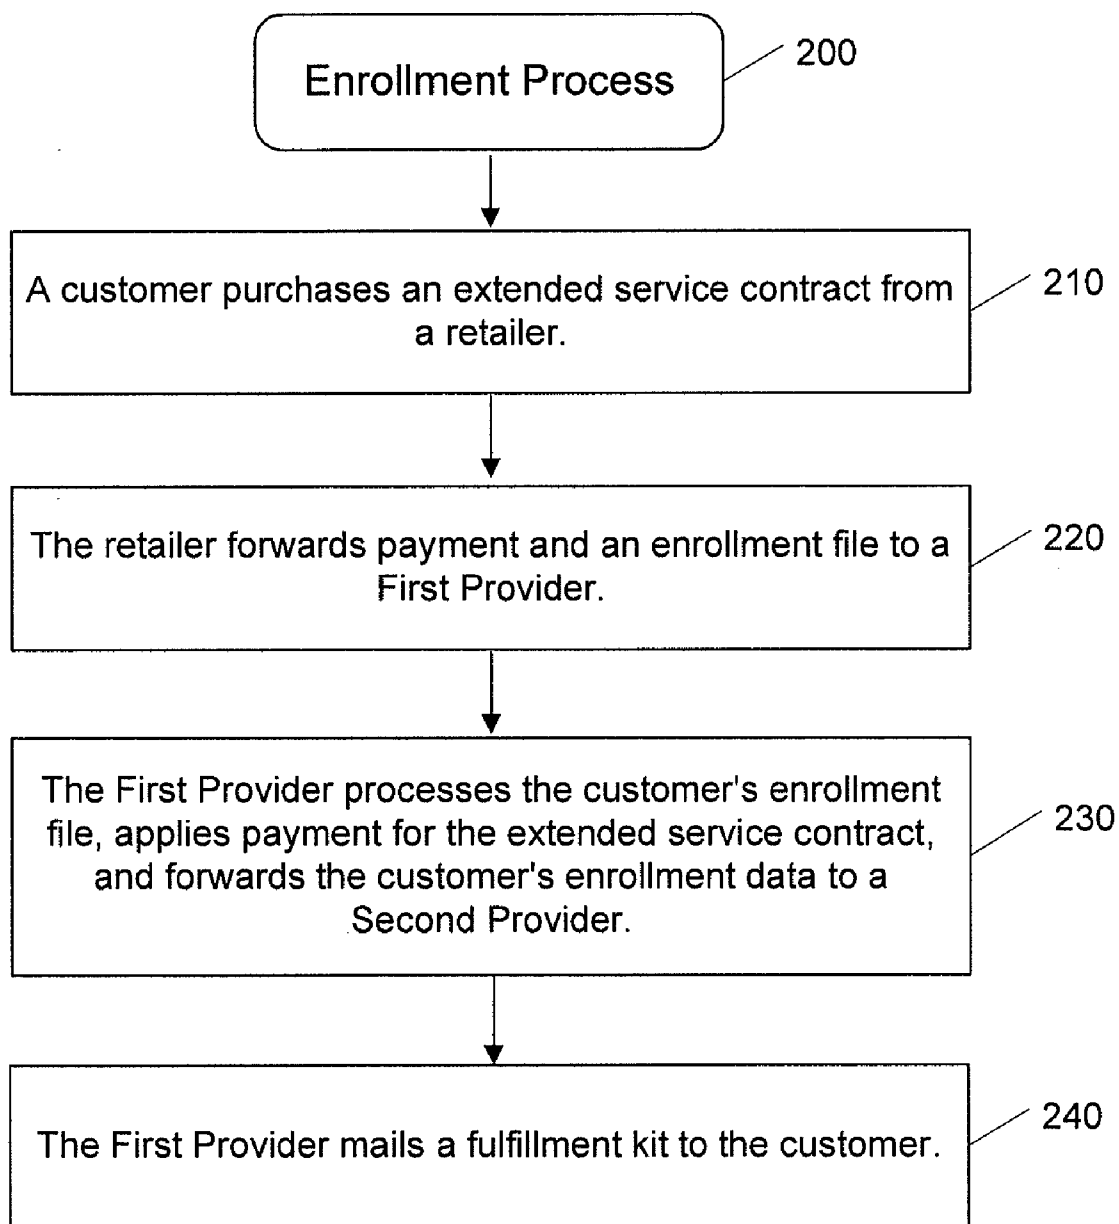 Enrollment Process
200
A customer purchases an extended service contract from
a retailer.
210
The retailer forwards payment and an enrollment file to a
First Provider.
220
The First Provider processes the customer's enrollment
file, applies payment for the extended service contract,
and forwards the customer's enrollment data to a
Second Provider.
230
The First Provider mails a fulfillment kit to the customer.
240